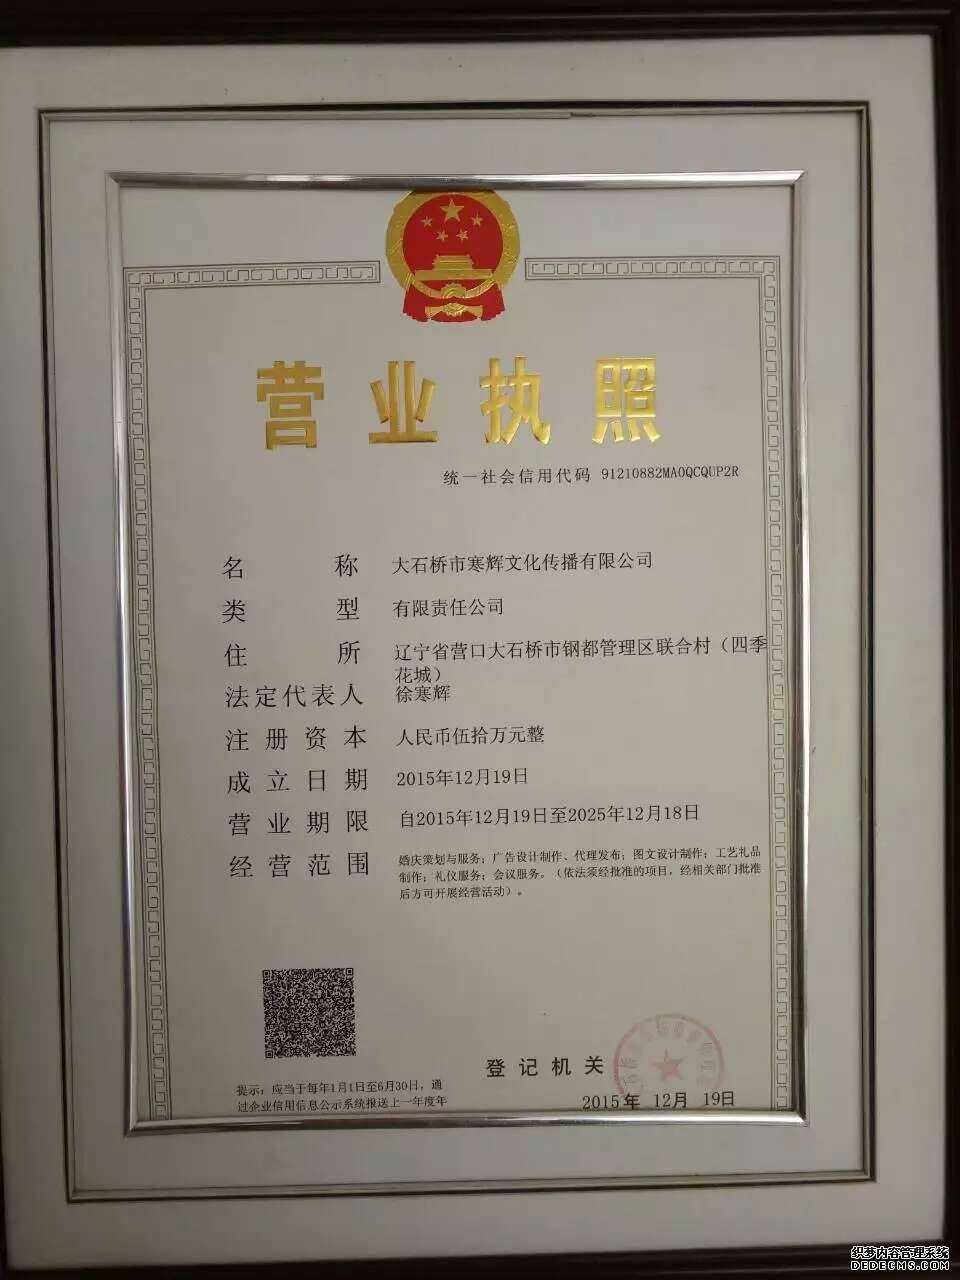 营业执照
统一社会信用代码 91210882MA0QCQUP2R
名称 大石桥市寒辉文化传播有限公司
类型 有限责任公司
住所 辽宁省营口大石桥市钢都管理区联合村（四季
花城）
法定代表人 徐寒辉
注册资本 人民币伍拾万元整
成立日期 2015年12月19日
营业期限 自2015年12月19日至2025年12月18日
经营范围 婚庆策划与服务；广告设计制作、代理发布；图文设计制作；工艺礼品
制作；礼仪服务；会议服务。（依法须经批准的项目，经相关部门批准
后方可开展经营活动）。
登记机关
2015年 12月 19日
提示：应当于每年1月1日至6月30日，通
过企业信用信息公示系统报送上一年度年
织梦内容管理系统
DEDECMS.COM